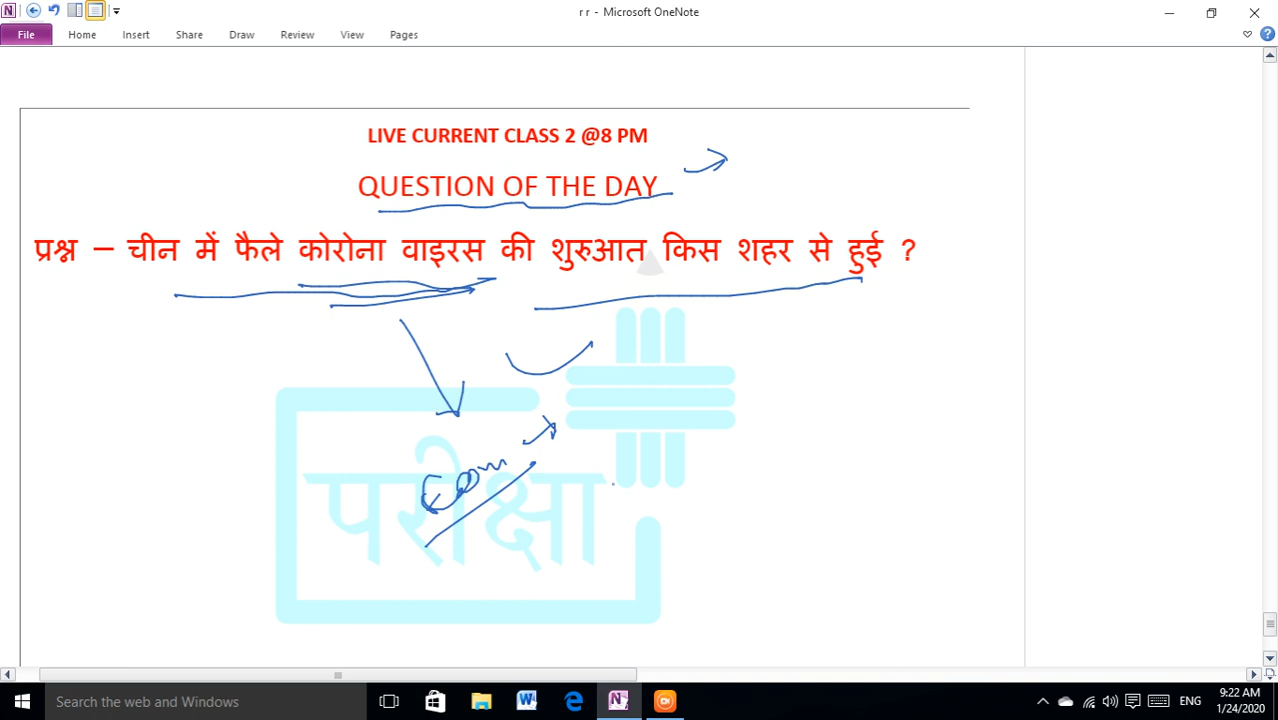 r r - Microsoft OneNote
File Home Insert Share Draw Review View Pages
LIVE CURRENT CLASS 2 @8 PM
QUESTION OF THE DAY
प्रश्न – चीन में फैले कोरोना वाइरस की शुरुआत किस शहर से हुई ?
परीक्षा
Search the web and Windows
ENG
9:22 AM
1/24/2020